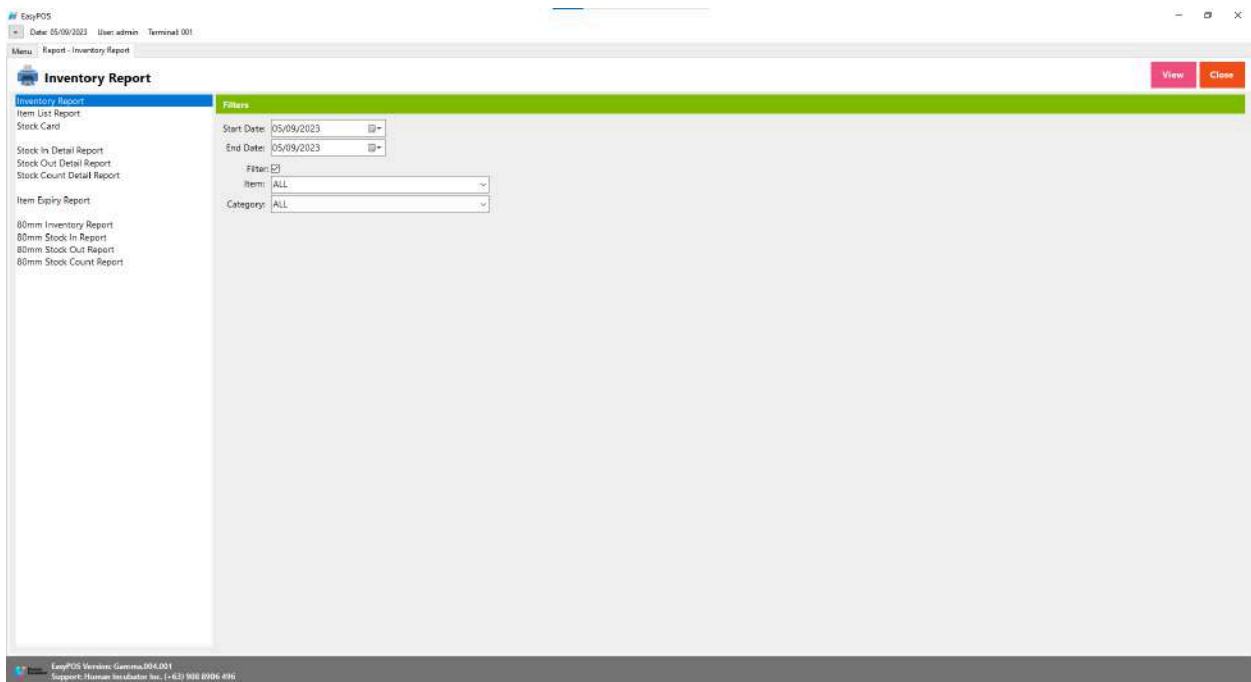 EasyPOS
Date: 05/09/2023 User: admin Terminal: 001
Menu Report - Inventory Report
Inventory Report
View Close
Inventory Report
Item List Report
Stock Card
Stock In Detail Report
Stock Out Detail Report
Stock Count Detail Report
Item Expiry Report
80mm Inventory Report
80mm Stock In Report
80mm Stock Out Report
80mm Stock Count Report
Filters
Start Date: 05/09/2023
End Date: 05/09/2023
Filter:
Item: ALL
Category: ALL
EasyPOS Version: Gamma.004.001
Support: Human Incubator Inc. (+63) 908 8906 496